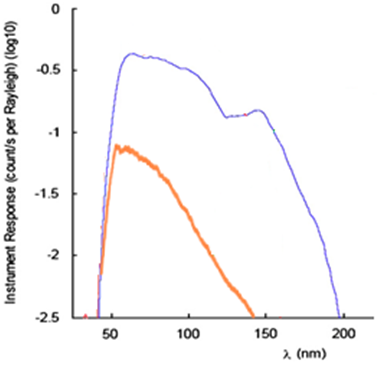 Instrument Response (count/s per Rayleigh) (log10)
0
-0.5
-1
-1.5
-2
-2.5
50 100 150 200
λ (nm)